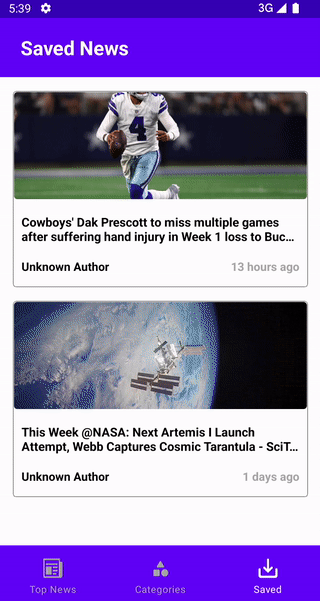 5:39
3G
Saved News
4
Cowboys' Dak Prescott to miss multiple games
after suffering hand injury in Week 1 loss to Buc...
Unknown Author
13 hours ago
This Week @NASA: Next Artemis I Launch
Attempt, Webb Captures Cosmic Tarantula - SciT...
Unknown Author
1 days ago
Top News
Categories
Saved